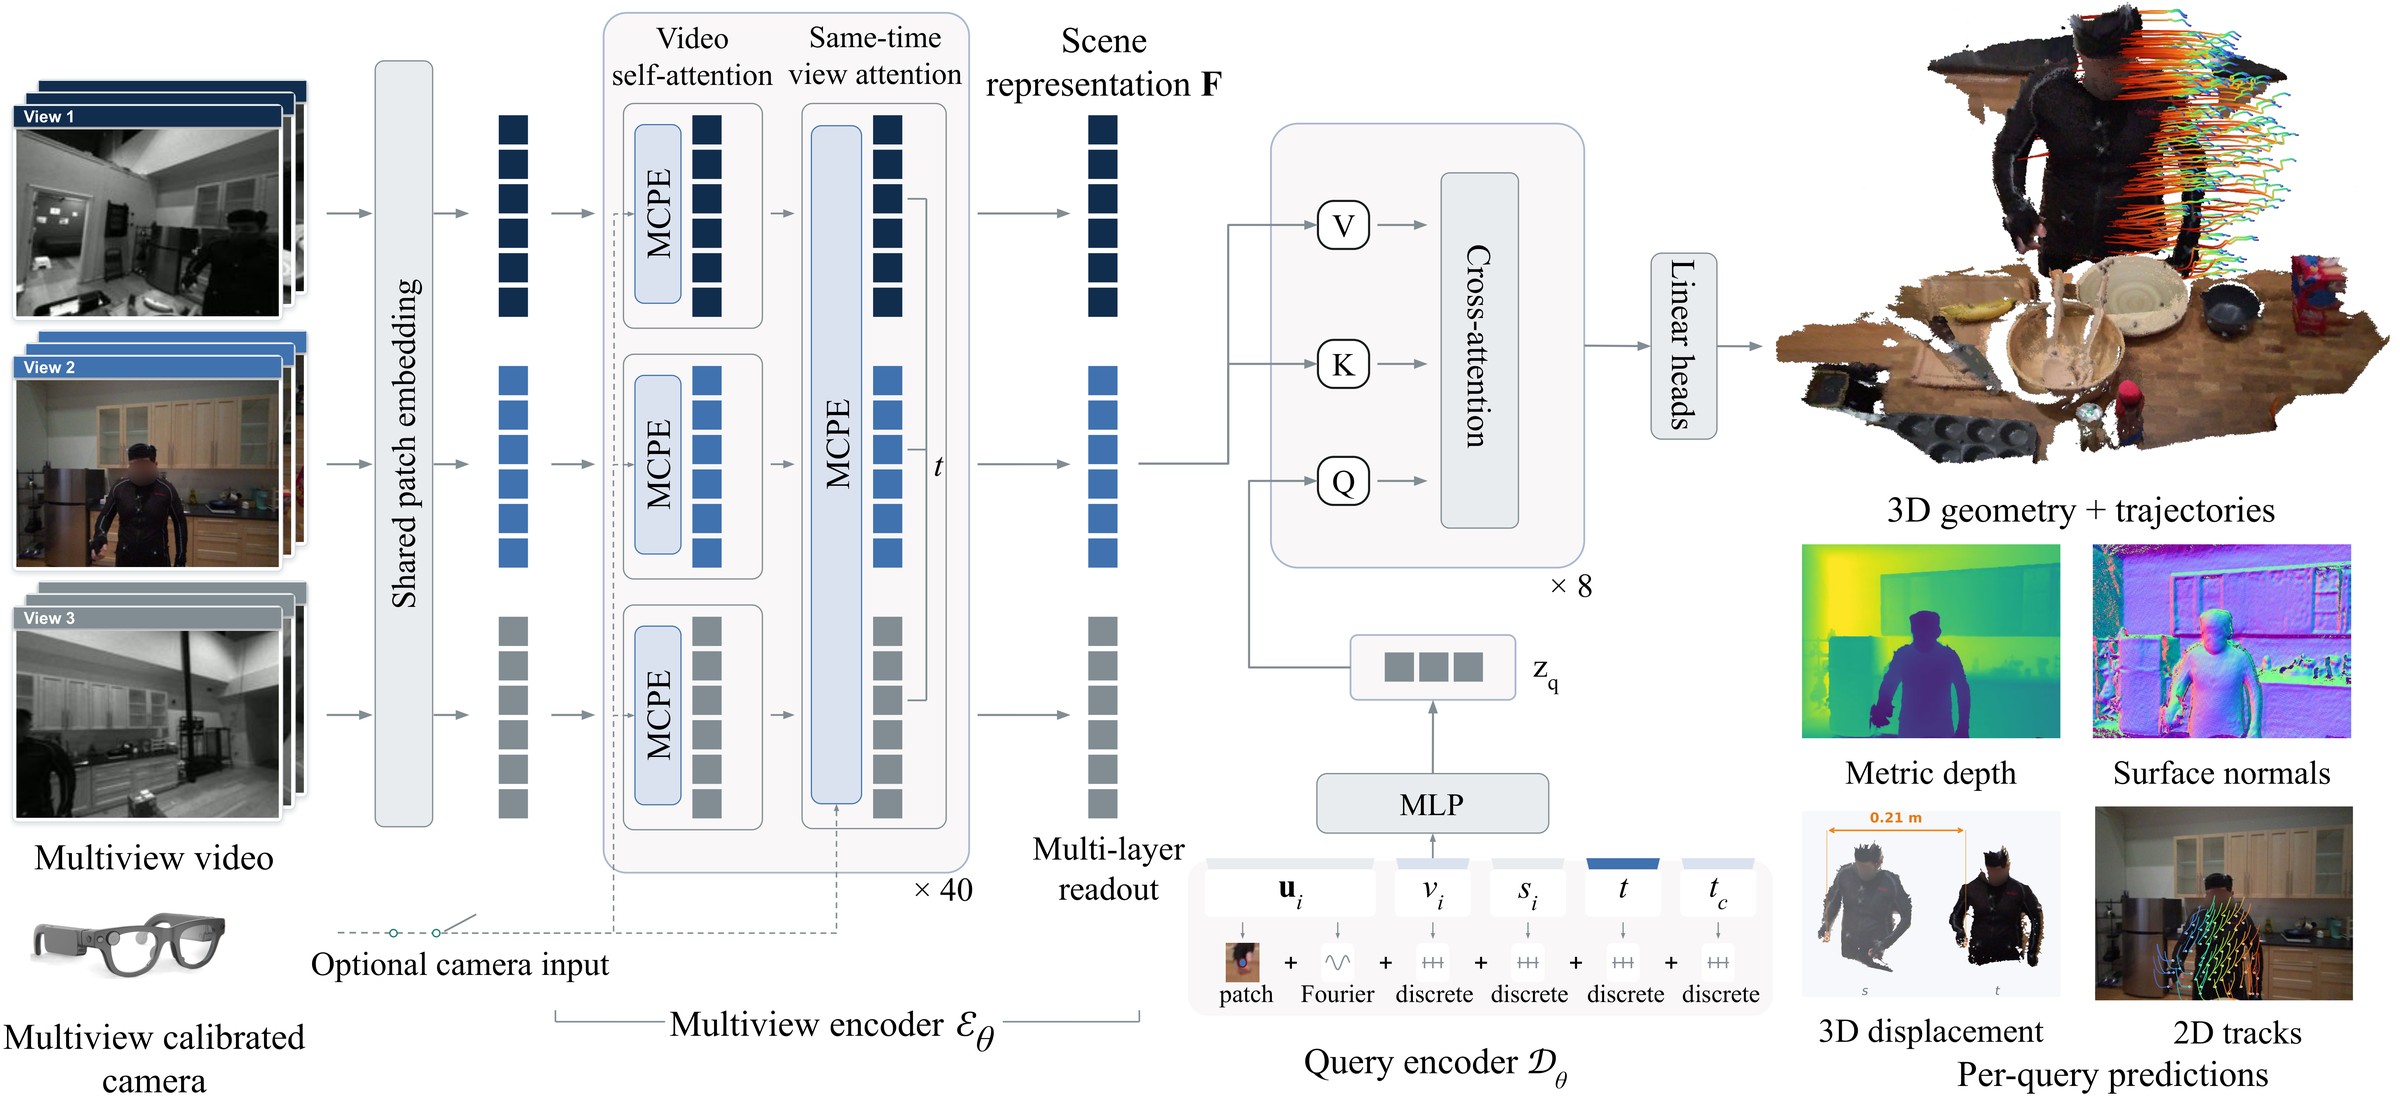 View 1
View 2
View 3
Multiview video
Multiview calibrated
camera
Shared patch embedding
Optional camera input
Video
self-attention
Same-time
view attention
MCPE
MCPE
MCPE
MCPE
t
× 40
Multiview encoder ℰθ
Scene
representation F
Multi-layer
readout
V
K
Q
Cross-attention
× 8
Linear heads
zq
MLP
ui vi si t tc
+ + + + +
patch Fourier discrete discrete discrete discrete
Query encoder 𝒟θ
3D geometry + trajectories
Metric depth
Surface normals
0.21 m
s t
3D displacement
2D tracks
Per-query predictions